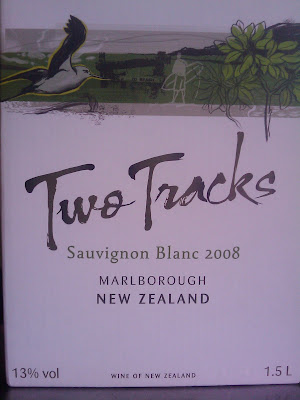 Two Tracks
Sauvignon Blanc 2008
MARLBOROUGH
NEW ZEALAND
13% vol
WINE OF NEW ZEALAND
1.5 L